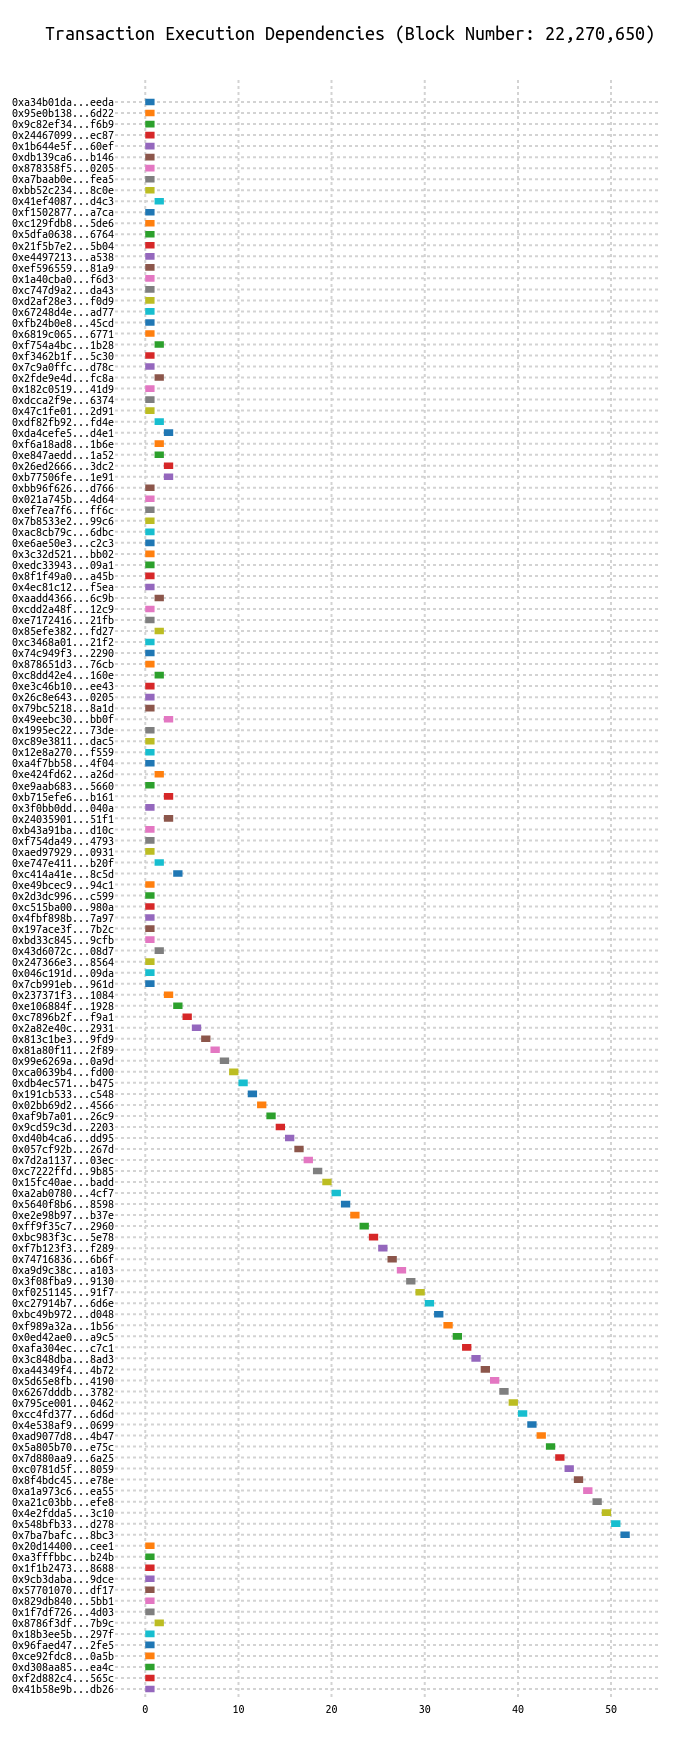 Transaction Execution Dependencies (Block Number: 22,270,650)
0xa34b01da...eeda
0x95e0b138...6d22
0x9c82ef34...f6b9
0x24467099...ec87
0x1b644e5f...60ef
0xdb139ca6...b146
0x878358f5...0205
0xa7baab0e...fea5
0xbb52c234...8c0e
0x41ef4087...d4c3
0xf1502877...a7ca
0xc129fdb8...5de6
0x5dfa0638...6764
0x21f5b7e2...5b04
0xe4497213...a538
0xef596559...81a9
0x1a40cba0...f6d3
0xc747d9a2...da43
0xd2af28e3...f0d9
0x67248d4e...ad77
0xfb24b0e8...45cd
0x6819c065...6771
0xf754a4bc...1b28
0xf3462b1f...5c30
0x7c9a0ffc...d78c
0x2fde9e4d...fc8a
0x182c0519...41d9
0xdcca2f9e...6374
0x47c1fe01...2d91
0xdf82fb92...fd4e
0xda4cefe5...d4e1
0xf6a18ad8...1b6e
0xe847aedd...1a52
0x26ed2666...3dc2
0xb77506fe...1e91
0xbb96f626...d766
0x021a745b...4d64
0xef7ea7f6...ff6c
0x7b8533e2...99c6
0xac8cb79c...6dbc
0xe6ae50e3...c2c3
0x3c32d521...bb02
0xedc33943...09a1
0x8f1f49a0...a45b
0x4ec81c12...f5ea
0xaadd4366...6c9b
0xcdd2a48f...12c9
0xe7172416...21fb
0x85efe382...fd27
0xc3468a01...21f2
0x74c949f3...2290
0x878651d3...76cb
0xc8dd42e4...160e
0xe3c46b10...ee43
0x26c8e643...0205
0x79bc5218...8a1d
0x49eebc30...bb0f
0x1995ec22...73de
0xc89e3811...dac5
0x12e8a270...f559
0xa4f7bb58...4f04
0xe424fd62...a26d
0xe9aab683...5660
0xb715efe6...b161
0x3f0bb0dd...040a
0x24035901...51f1
0xb43a91ba...d10c
0xf754da49...4793
0xaed97929...0931
0xe747e411...b20f
0xc414a41e...8c5d
0xe49bcec9...94c1
0x2d3dc996...c599
0xc515ba00...980a
0x4fbf898b...7a97
0x197ace3f...7b2c
0xbd33c845...9cfb
0x43d6072c...08d7
0x247366e3...8564
0x046c191d...09da
0x7cb991eb...961d
0x237371f3...1084
0xe106884f...1928
0xc7896b2f...f9a1
0x2a82e40c...2931
0x813c1be3...9fd9
0x81a80f11...2f89
0x99e6269a...0a9d
0xca0639b4...fd00
0xdb4ec571...b475
0x191cb533...c548
0x02bb69d2...4566
0xaf9b7a01...26c9
0x9cd59c3d...2203
0xd40b4ca6...dd95
0x057cf92b...267d
0x7d2a1137...03ec
0xc7222ffd...9b85
0x15fc40ae...badd
0xa2ab0780...4cf7
0x5640f8b6...8598
0xe2e98b97...b37e
0xff9f35c7...2960
0xbc983f3c...5e78
0xf7b123f3...f289
0x74716836...6b6f
0xa9d9c38c...a103
0x3f08fba9...9130
0xf0251145...91f7
0xc27914b7...6d6e
0xbc49b972...d048
0xf989a32a...1b56
0x0ed42ae0...a9c5
0xafa304ec...c7c1
0x3c848dba...8ad3
0xa44349f4...4b72
0x5d65e8fb...4190
0x6267dddb...3782
0x795ce001...0462
0xcc4fd377...6d6d
0x4e538af9...0699
0xad9077d8...4b47
0x5a805b70...e75c
0x7d880aa9...6a25
0xc0781d5f...8059
0x8f4bdc45...e78e
0xa1a973c6...ea55
0xa21c03bb...efe8
0x4e2fdda5...3c10
0x548bfb33...d278
0x7ba7bafc...8bc3
0x20d14400...cee1
0xa3fffbbc...b24b
0x1f1b2473...8688
0x9cb3daba...9dce
0x57701070...df17
0x829db840...5bb1
0x1f7df726...4d03
0x8786f3df...7b9c
0x18b3ee5b...297f
0x96faed47...2fe5
0xce92fdc8...0a5b
0xd308aa85...ea4c
0xf2d882c4...565c
0x41b58e9b...db26
0 10 20 30 40 50